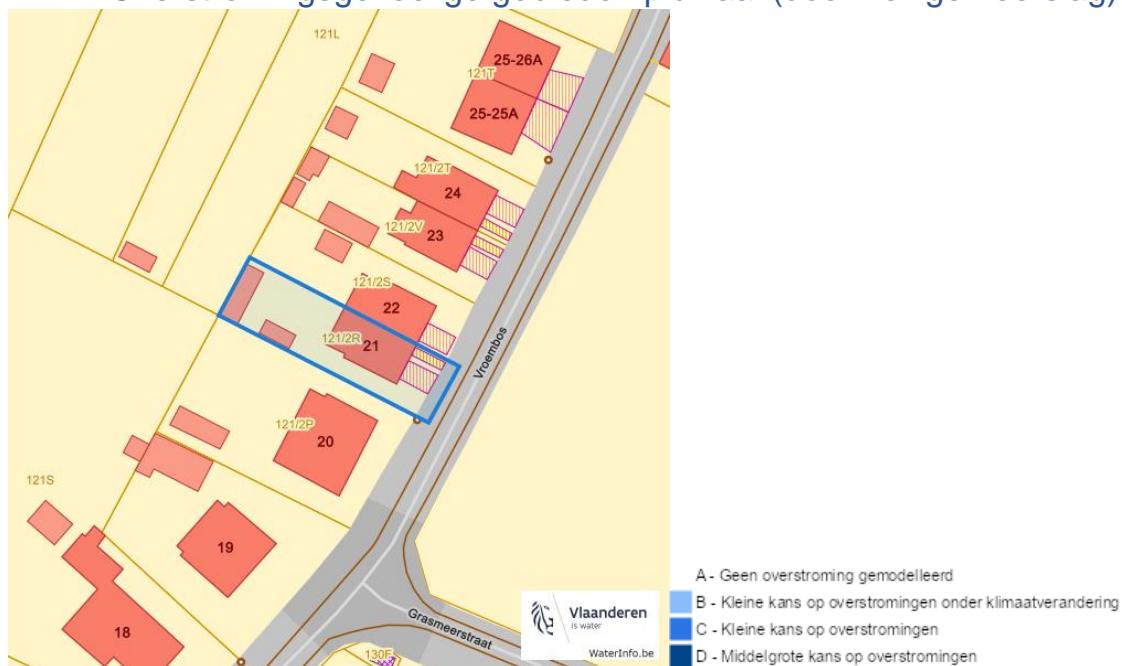 121L
25-26A
121T
25-25A
121/2T
24
121/2V
23
121/2S
22
121/2R
21
Vroembos
121/2P
20
121S
19
18
Grasmeerstraat
130F
Vlaanderen
is water
WaterInfo.be
A - Geen overstroming gemodelleerd
B - Kleine kans op overstromingen onder klimaatverandering
C - Kleine kans op overstromingen
D - Middelgrote kans op overstromingen